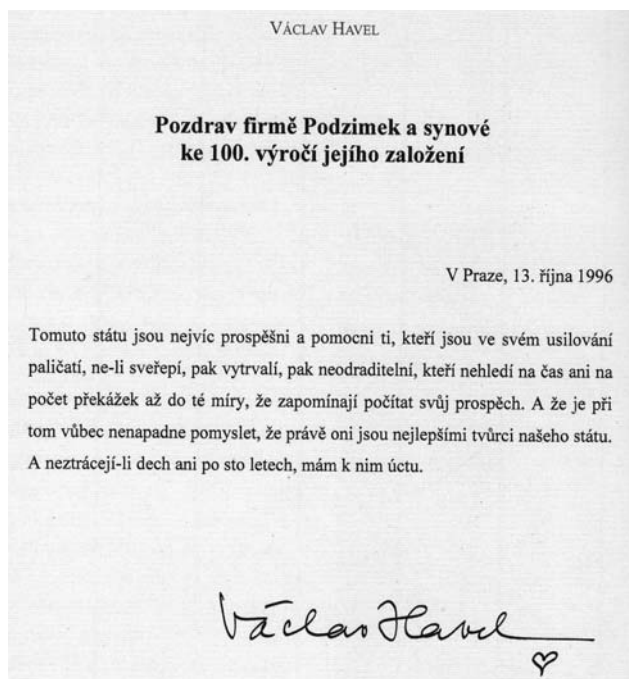 VÁCLAV HAVEL
Pozdrav firmě Podzimek a synové
ke 100. výročí jejího založení
V Praze, 13. října 1996
Tomuto státu jsou nejvíc prospěšni a pomocni ti, kteří jsou ve svém usilování
paličatí, ne-li sveřepí, pak vytrvalí, pak neodraditelní, kteří nehledí na čas ani na
počet překážek až do té míry, že zapomínají počítat svůj prospěch. A že je při
tom vůbec nenapadne pomyslet, že právě oni jsou nejlepšími tvůrci našeho státu.
A neztrácejí-li dech ani po sto letech, mám k nim úctu.
Václav Havel